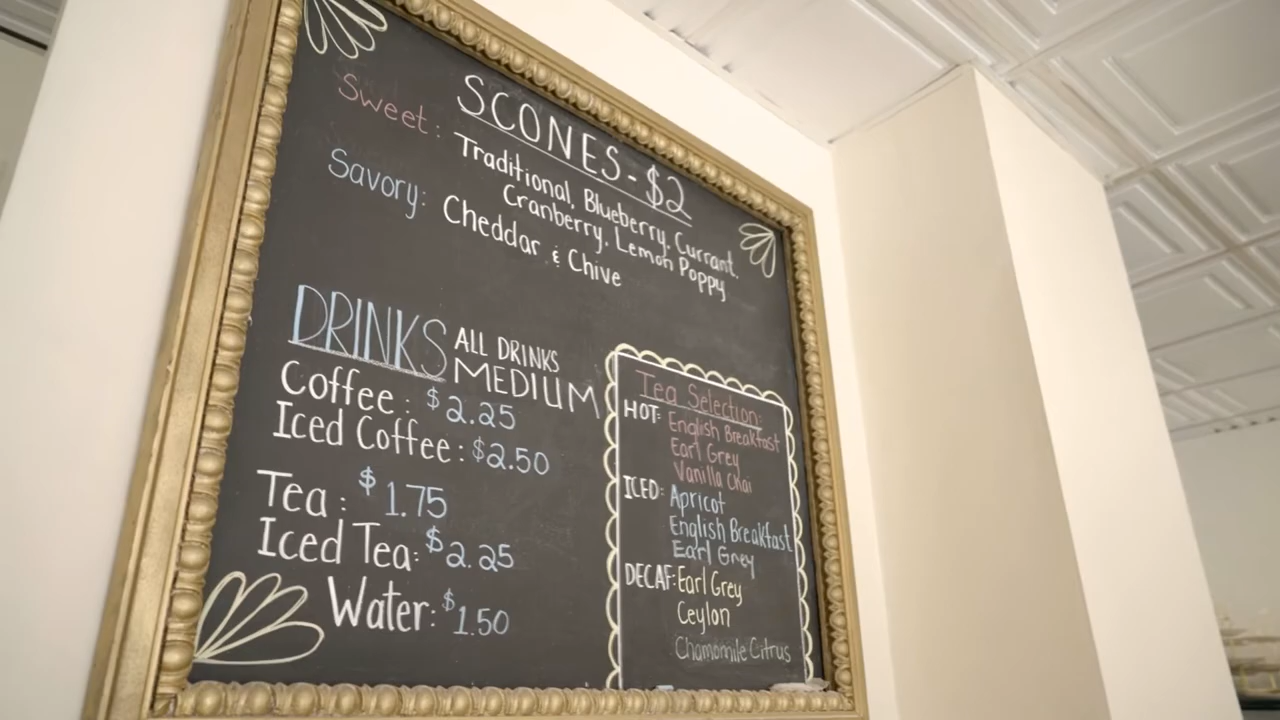 SCONES - $2
Sweet: Traditional, Blueberry, Currant,
Cranberry, Lemon Poppy
Savory: Cheddar & Chive
DRINKS ALL DRINKS MEDIUM
Coffee: $2.25
Iced Coffee: $2.50
Tea: $1.75
Iced Tea: $2.25
Water: $1.50
Tea Selection:
HOT: English Breakfast
Earl Grey
Vanilla Chai
ICED: Apricot
English Breakfast
Earl Grey
DECAF: Earl Grey
Ceylon
Chamomile Citrus